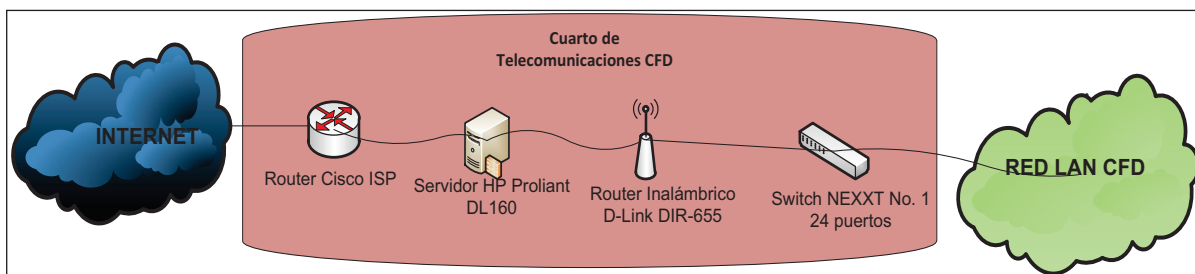 Cuarto de
Telecomunicaciones CFD
INTERNET
Router Cisco ISP
Servidor HP Proliant
DL160
Router Inalámbrico
D-Link DIR-655
Switch NEXXT No. 1
24 puertos
RED LAN CFD